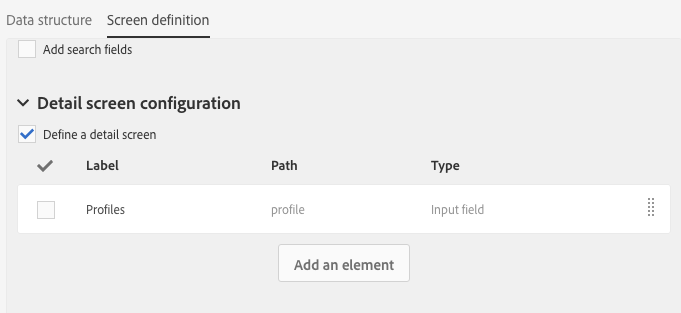 Data structure Screen definition
Add search fields
Detail screen configuration
Define a detail screen
Label Path Type
Profiles profile Input field
Add an element